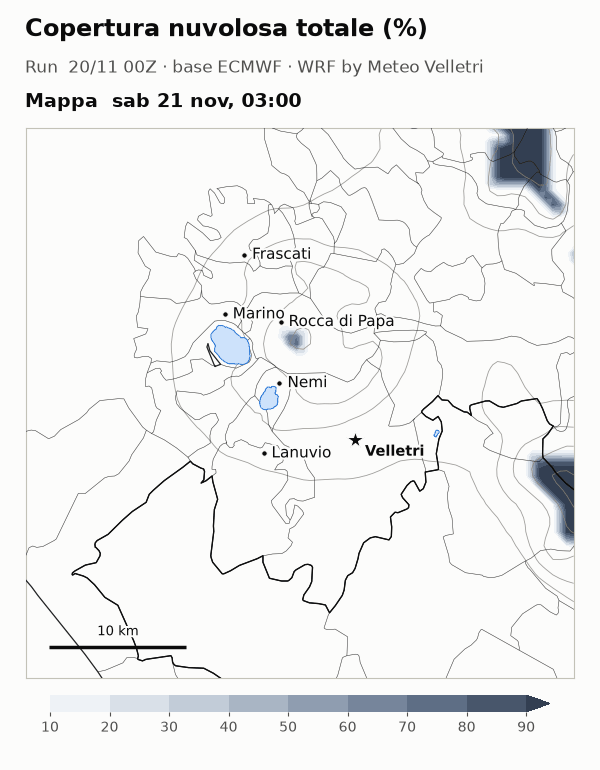 Copertura nuvolosa totale (%)
Run  20/11 00Z · base ECMWF · WRF by Meteo Velletri
Mappa  sab 21 nov, 03:00
Frascati
Marino
Rocca di Papa
Nemi
Velletri
Lanuvio
10 km
10 20 30 40 50 60 70 80 90